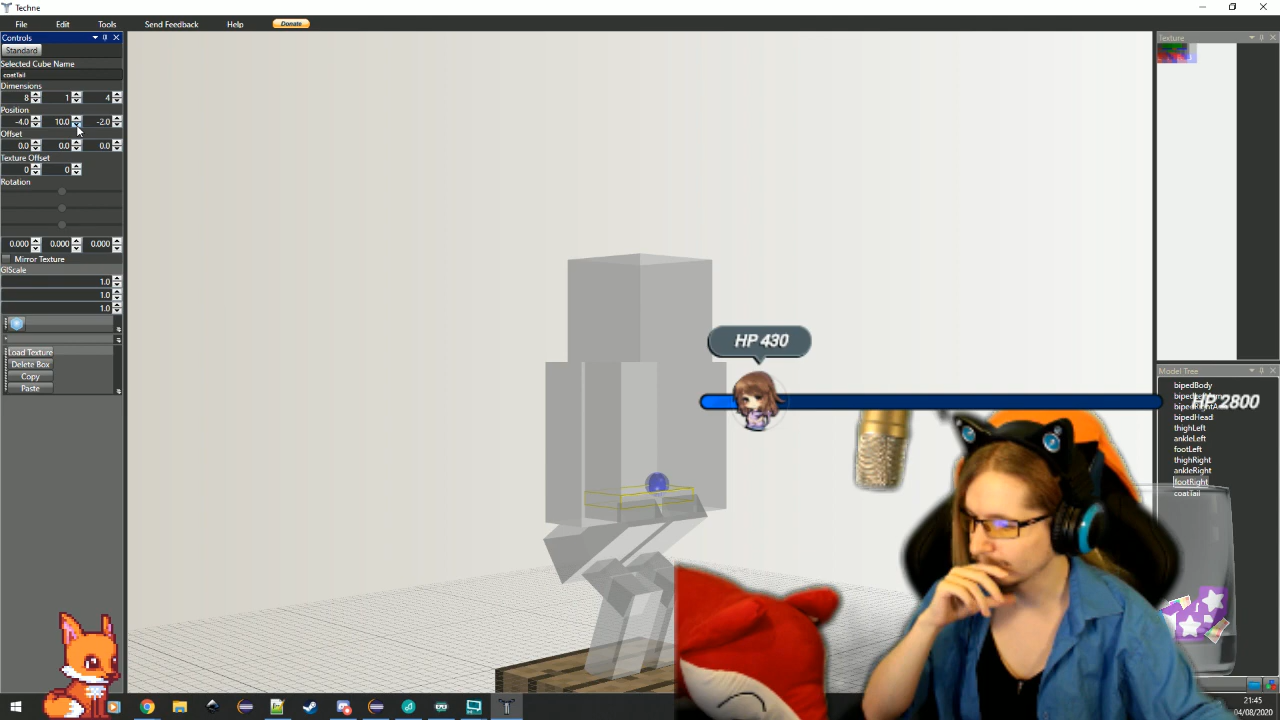 Techne
File Edit Tools Send Feedback Help Donate
Controls
Standard
Selected Cube Name
coatTail
Dimensions
8 1 4
Position
-4.0 10.0 -2.0
Offset
0.0 0.0 0.0
Texture Offset
0 0
Rotation
0.000 0.000 0.000
Mirror Texture
GlScale
1.0
1.0
1.0
Load Texture
Delete Box
Copy
Paste
HP 430
Texture
Model Tree
bipedBody
HP 2800
bipedHead
thighLeft
ankleLeft
footLeft
thighRight
ankleRight
footRight
coatTail
21:45
04/08/2020